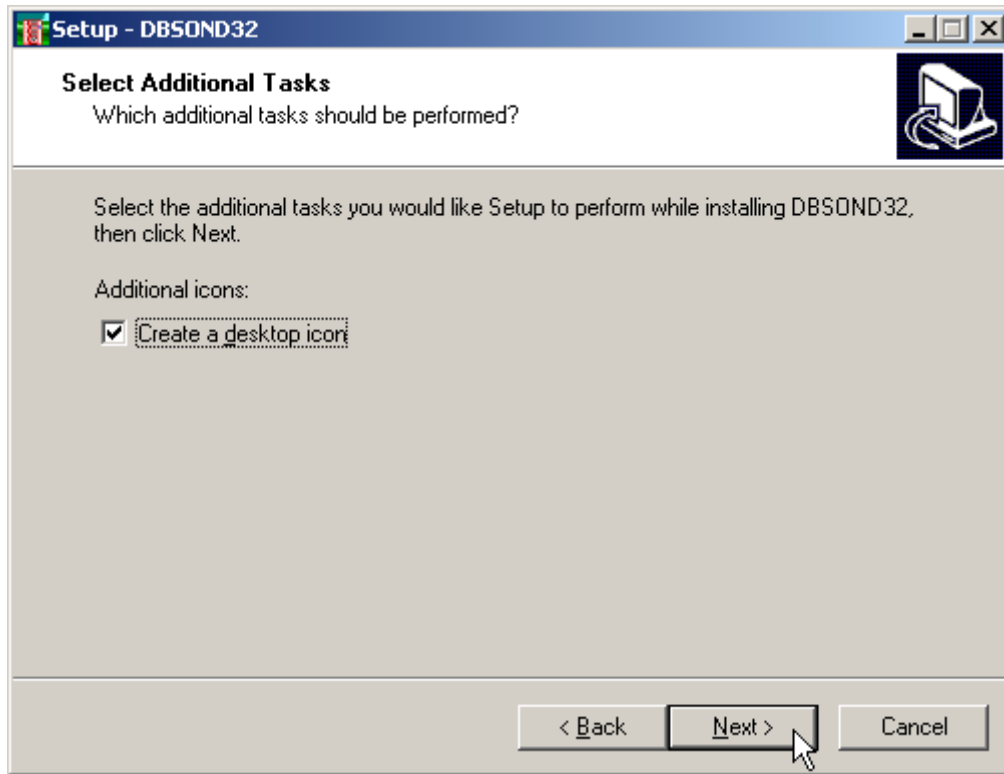 Setup - DBSOND32
Select Additional Tasks
Which additional tasks should be performed?
Select the additional tasks you would like Setup to perform while installing DBSOND32,
then click Next.
Additional icons:
Create a desktop icon
< Back Next > Cancel